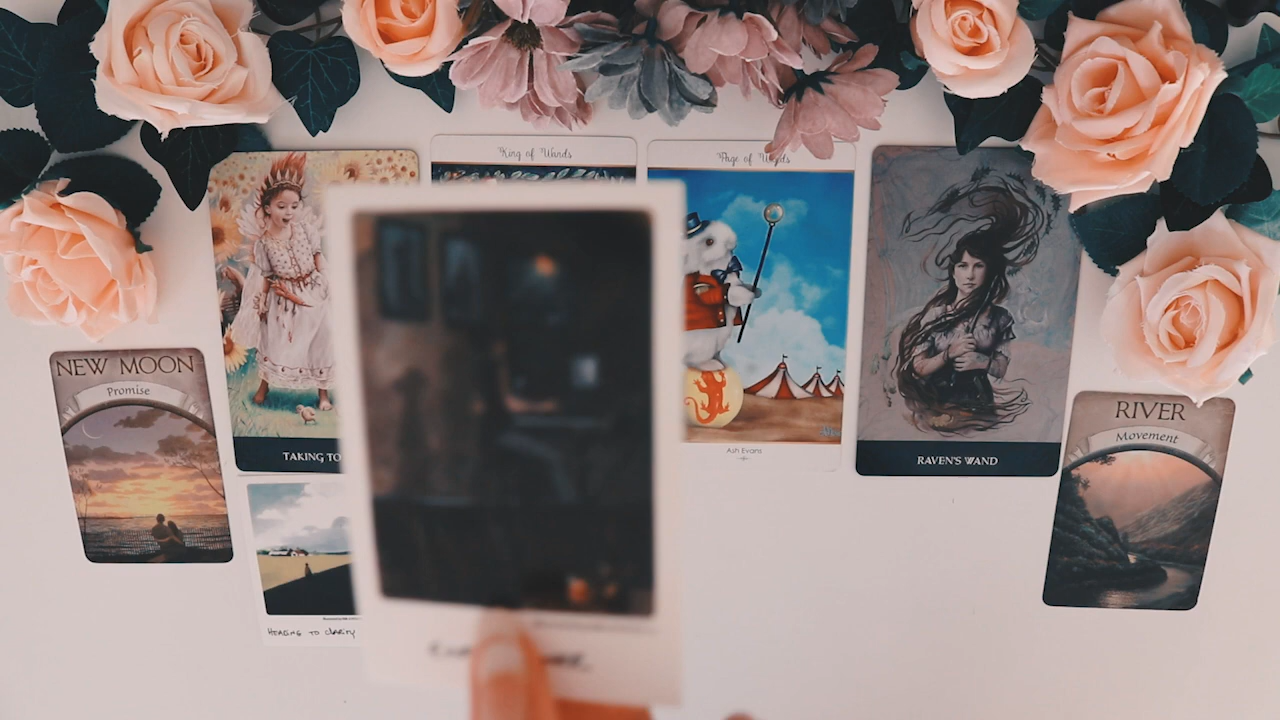 King of Wands
Page of Wands
NEW MOON
Promise
TAKING TO
Ash Evans
RAVEN'S WAND
RIVER
Movement
HEALING TO CLARITY